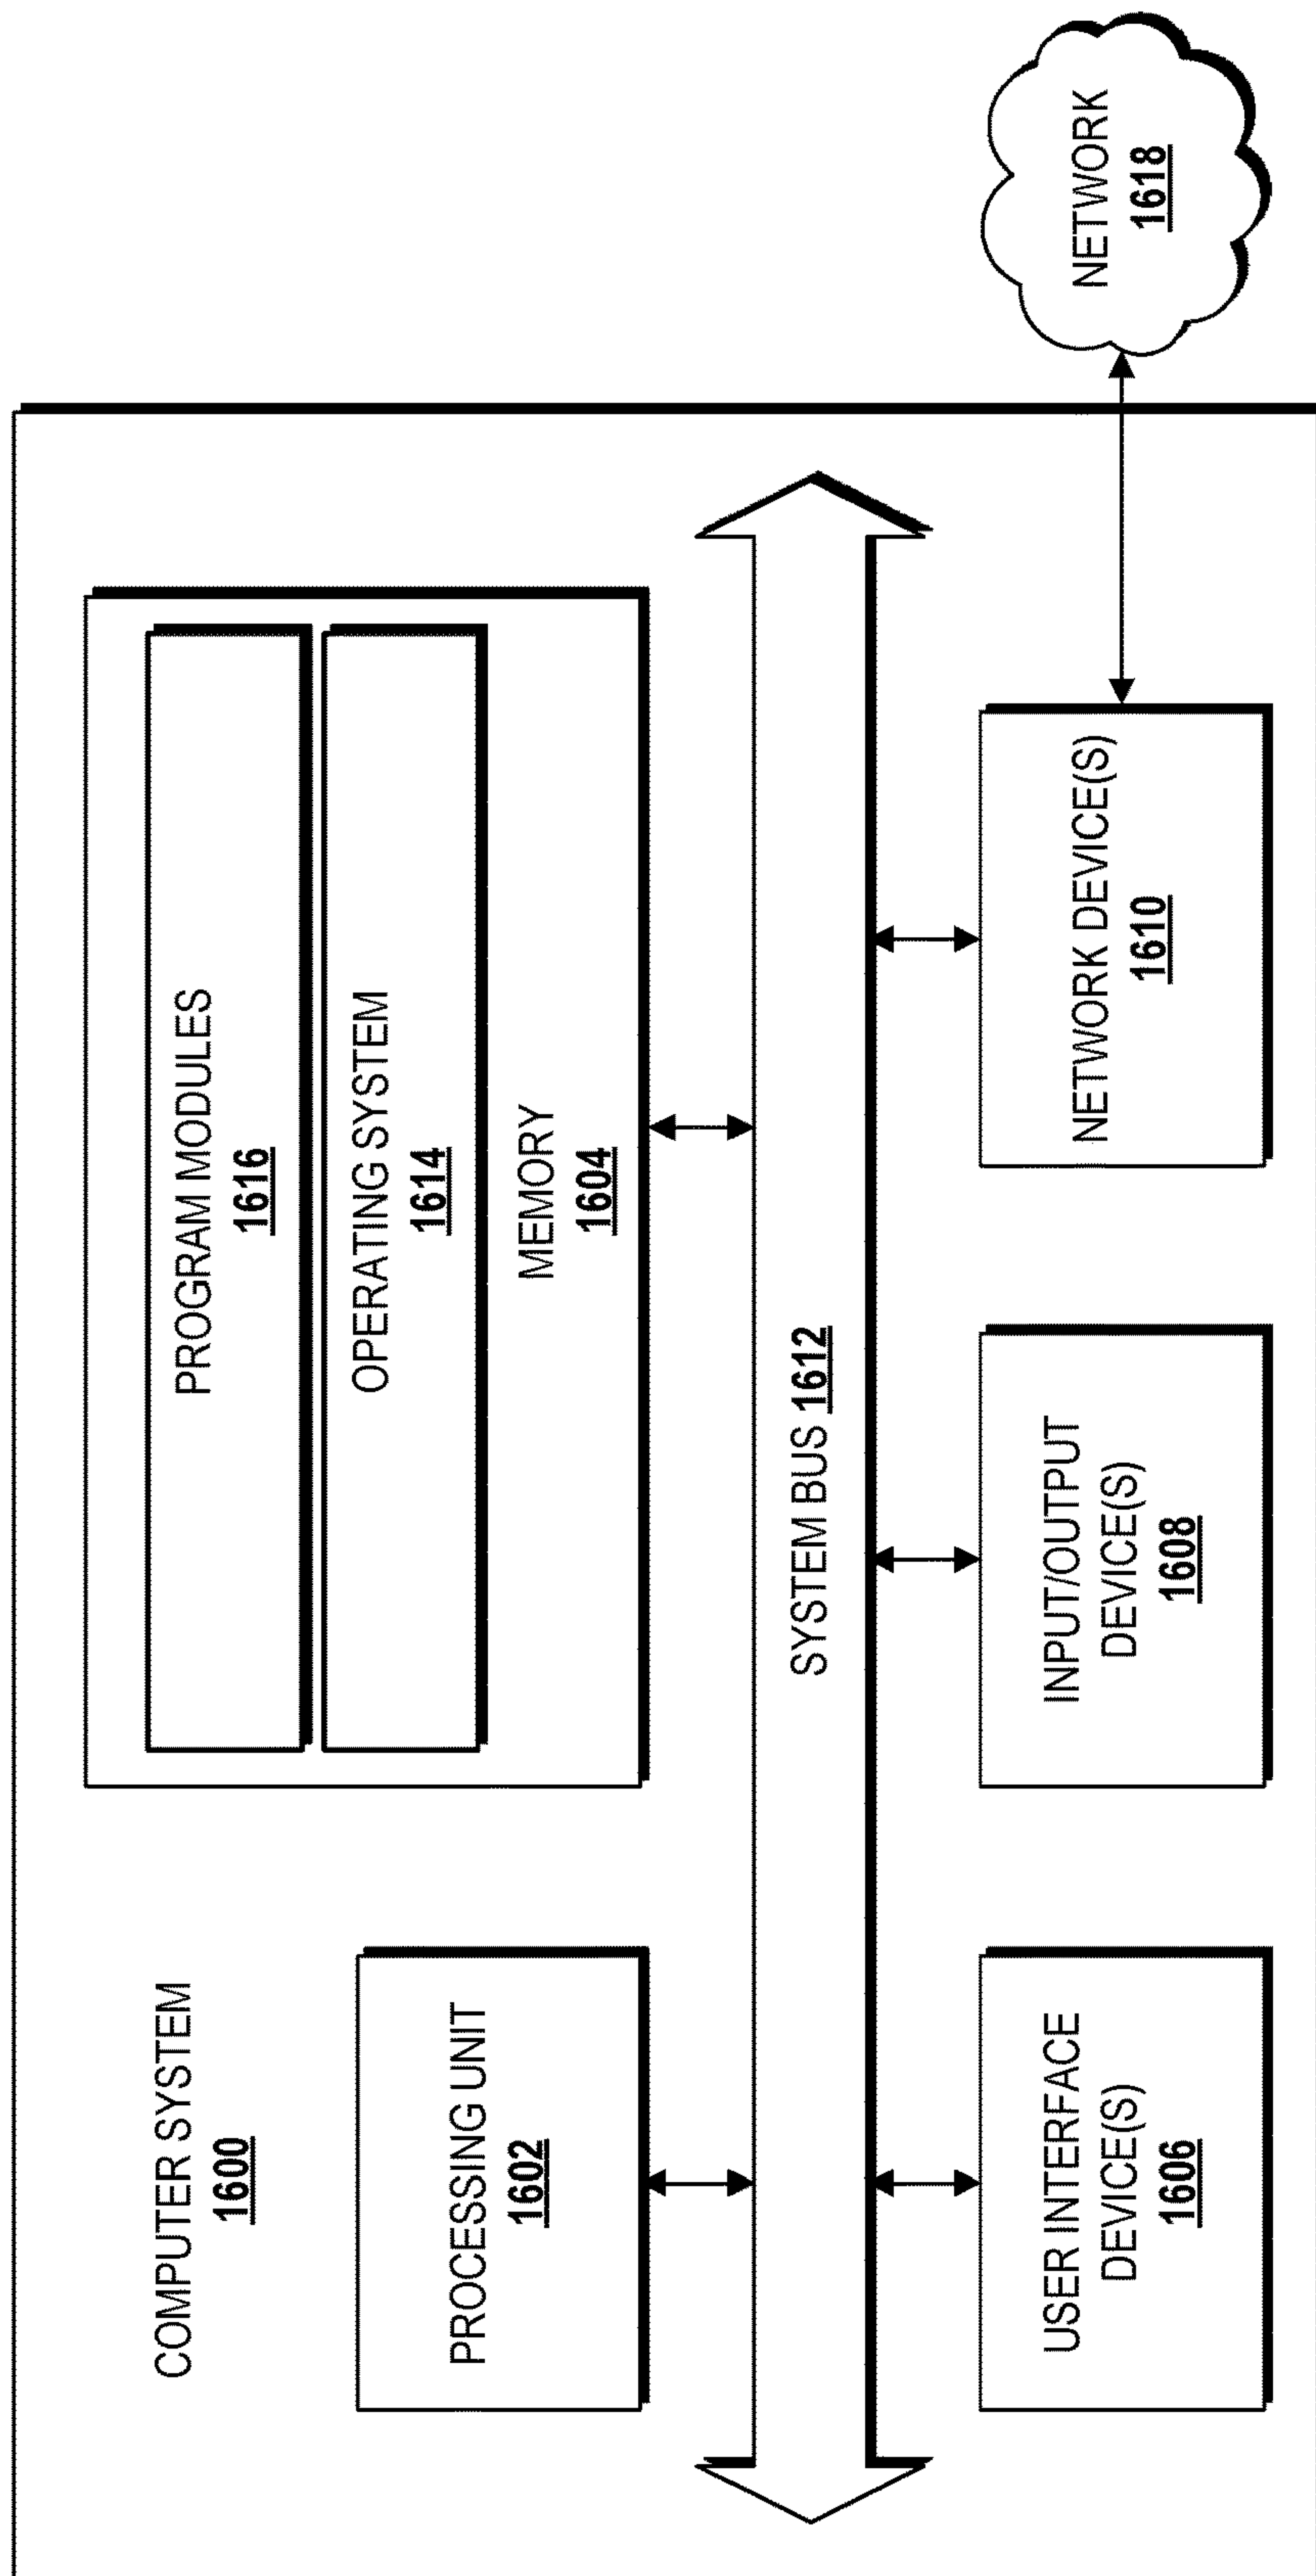 COMPUTER SYSTEM
1600
PROCESSING UNIT
1602
PROGRAM MODULES
1616
OPERATING SYSTEM
1614
MEMORY
1604
SYSTEM BUS 1612
USER INTERFACE
DEVICE(S)
1606
INPUT/OUTPUT
DEVICE(S)
1608
NETWORK DEVICE(S)
1610
NETWORK
1618